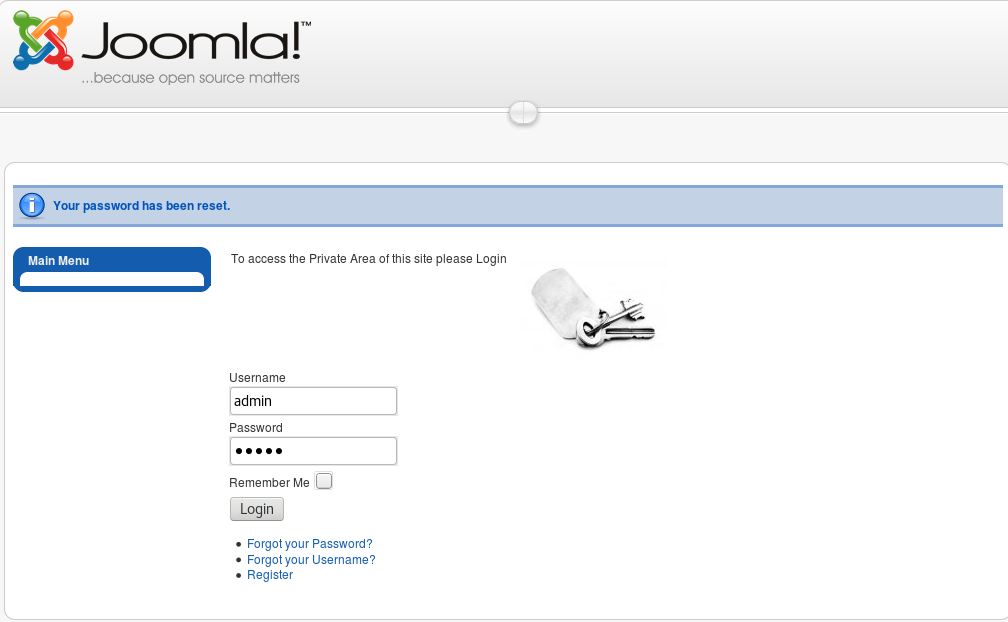 Joomla!™
...because open source matters
Your password has been reset.
Main Menu
To access the Private Area of this site please Login
Username
admin
Password
•••••
Remember Me
Login
Forgot your Password?
Forgot your Username?
Register